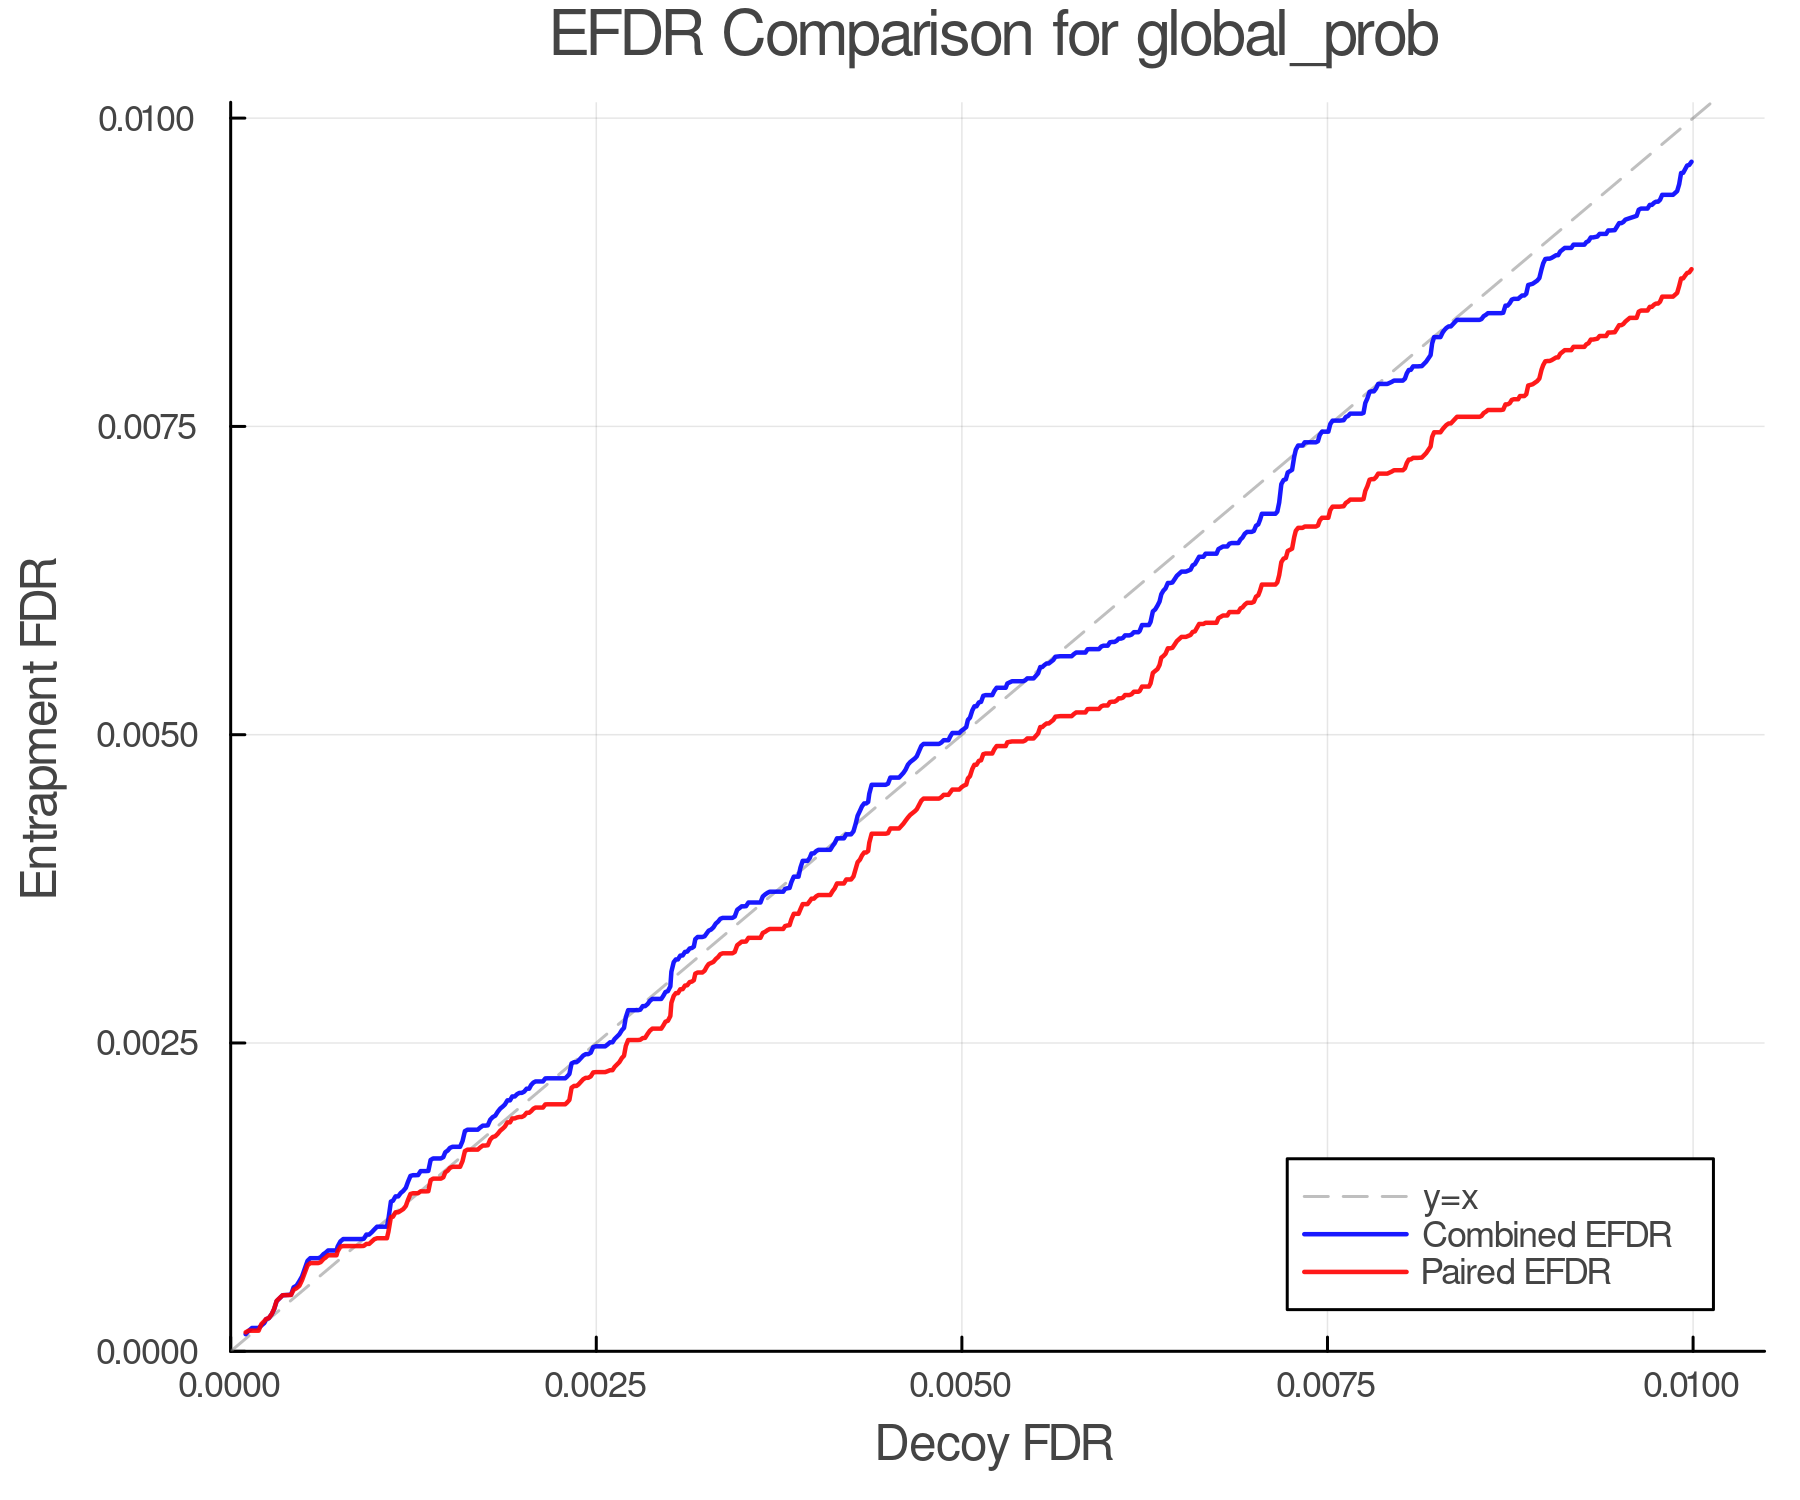 EFDR Comparison for global_prob
0.0100
0.0075
0.0050
0.0025
0.0000
Entrapment FDR
y=x
Combined EFDR
Paired EFDR
0.0000 0.0025 0.0050 0.0075 0.0100
Decoy FDR